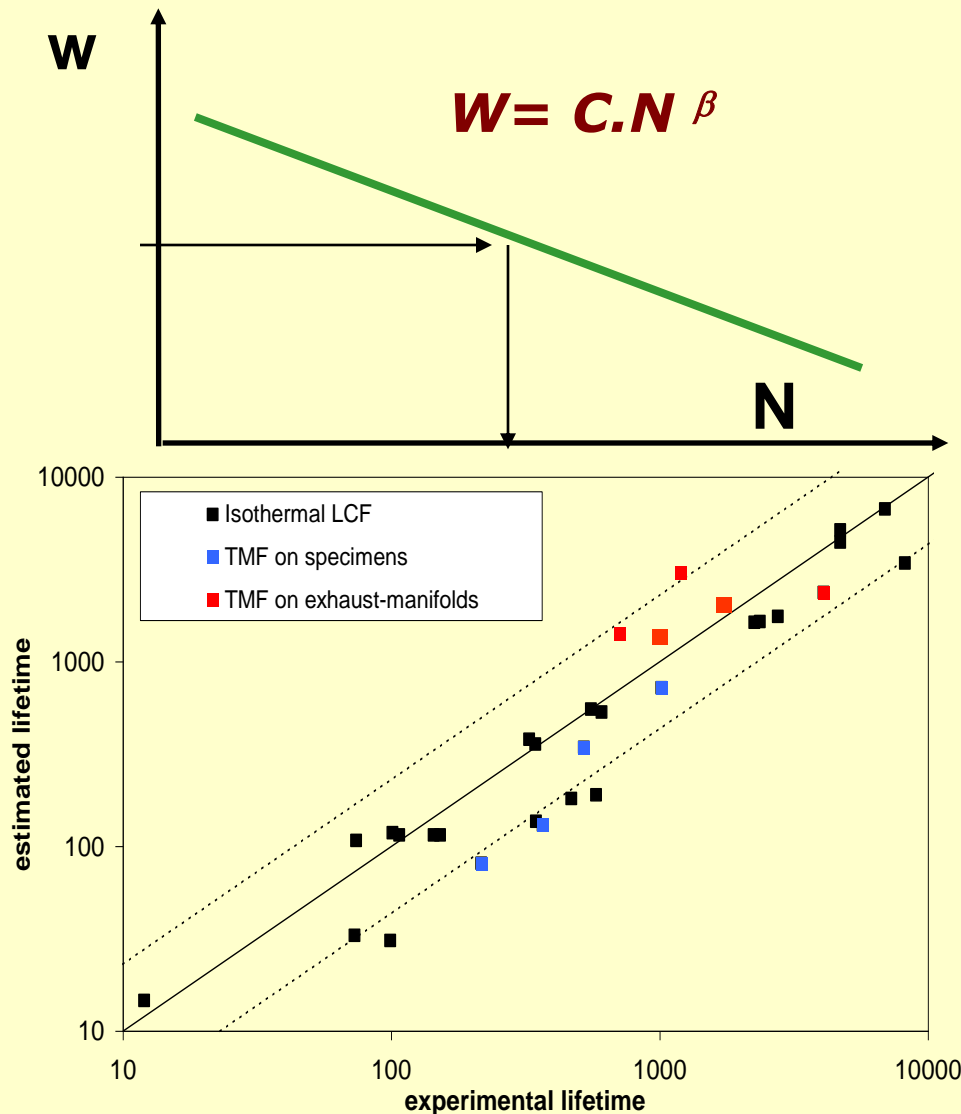 W
W= C.N β
N
10000
1000
100
10
estimated lifetime
Isothermal LCF
TMF on specimens
TMF on exhaust-manifolds
10 100 1000 10000
experimental lifetime